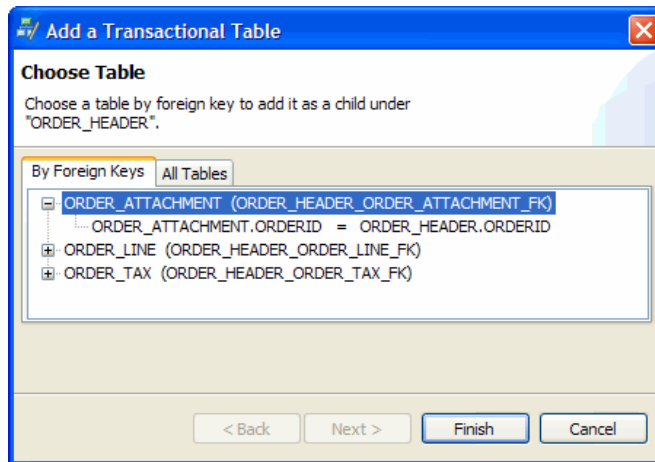 Add a Transactional Table
Choose Table
Choose a table by foreign key to add it as a child under
"ORDER_HEADER".
By Foreign Keys All Tables
ORDER_ATTACHMENT (ORDER_HEADER_ORDER_ATTACHMENT_FK)
ORDER_ATTACHMENT.ORDERID = ORDER_HEADER.ORDERID
ORDER_LINE (ORDER_HEADER_ORDER_LINE_FK)
ORDER_TAX (ORDER_HEADER_ORDER_TAX_FK)
< Back Next > Finish Cancel